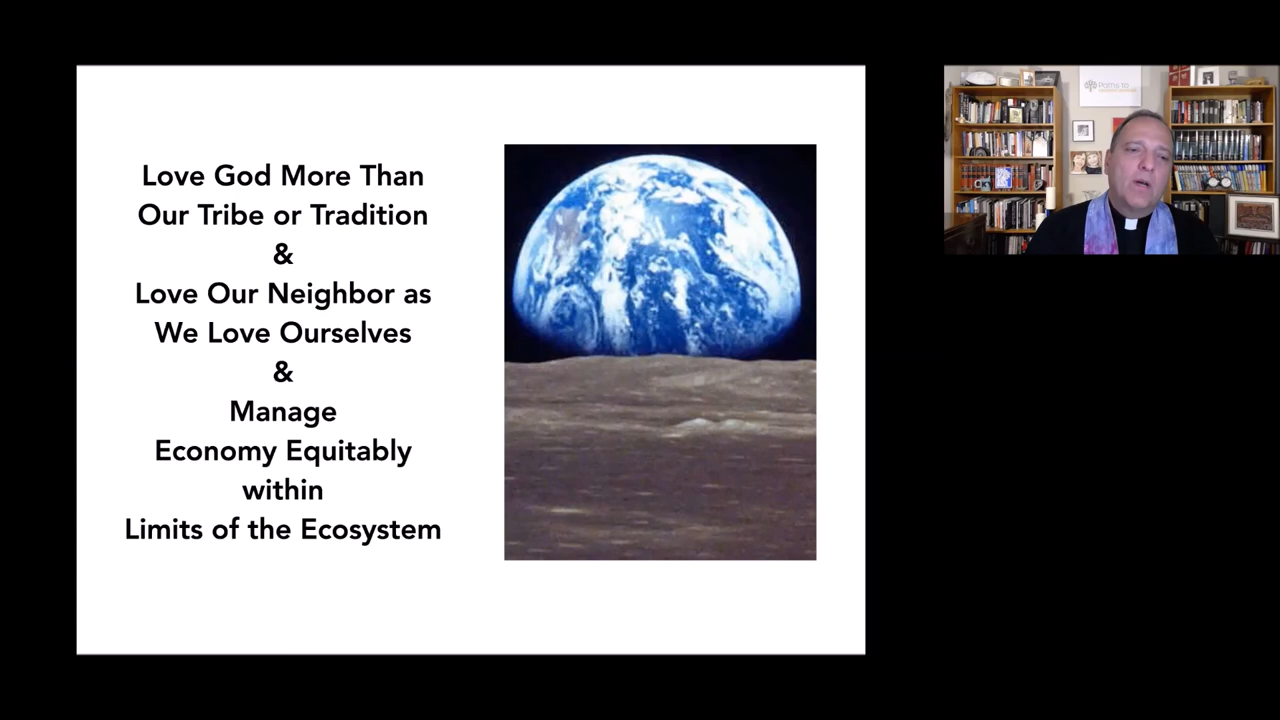 Love God More Than
Our Tribe or Tradition
&
Love Our Neighbor as
We Love Ourselves
&
Manage
Economy Equitably
within
Limits of the Ecosystem